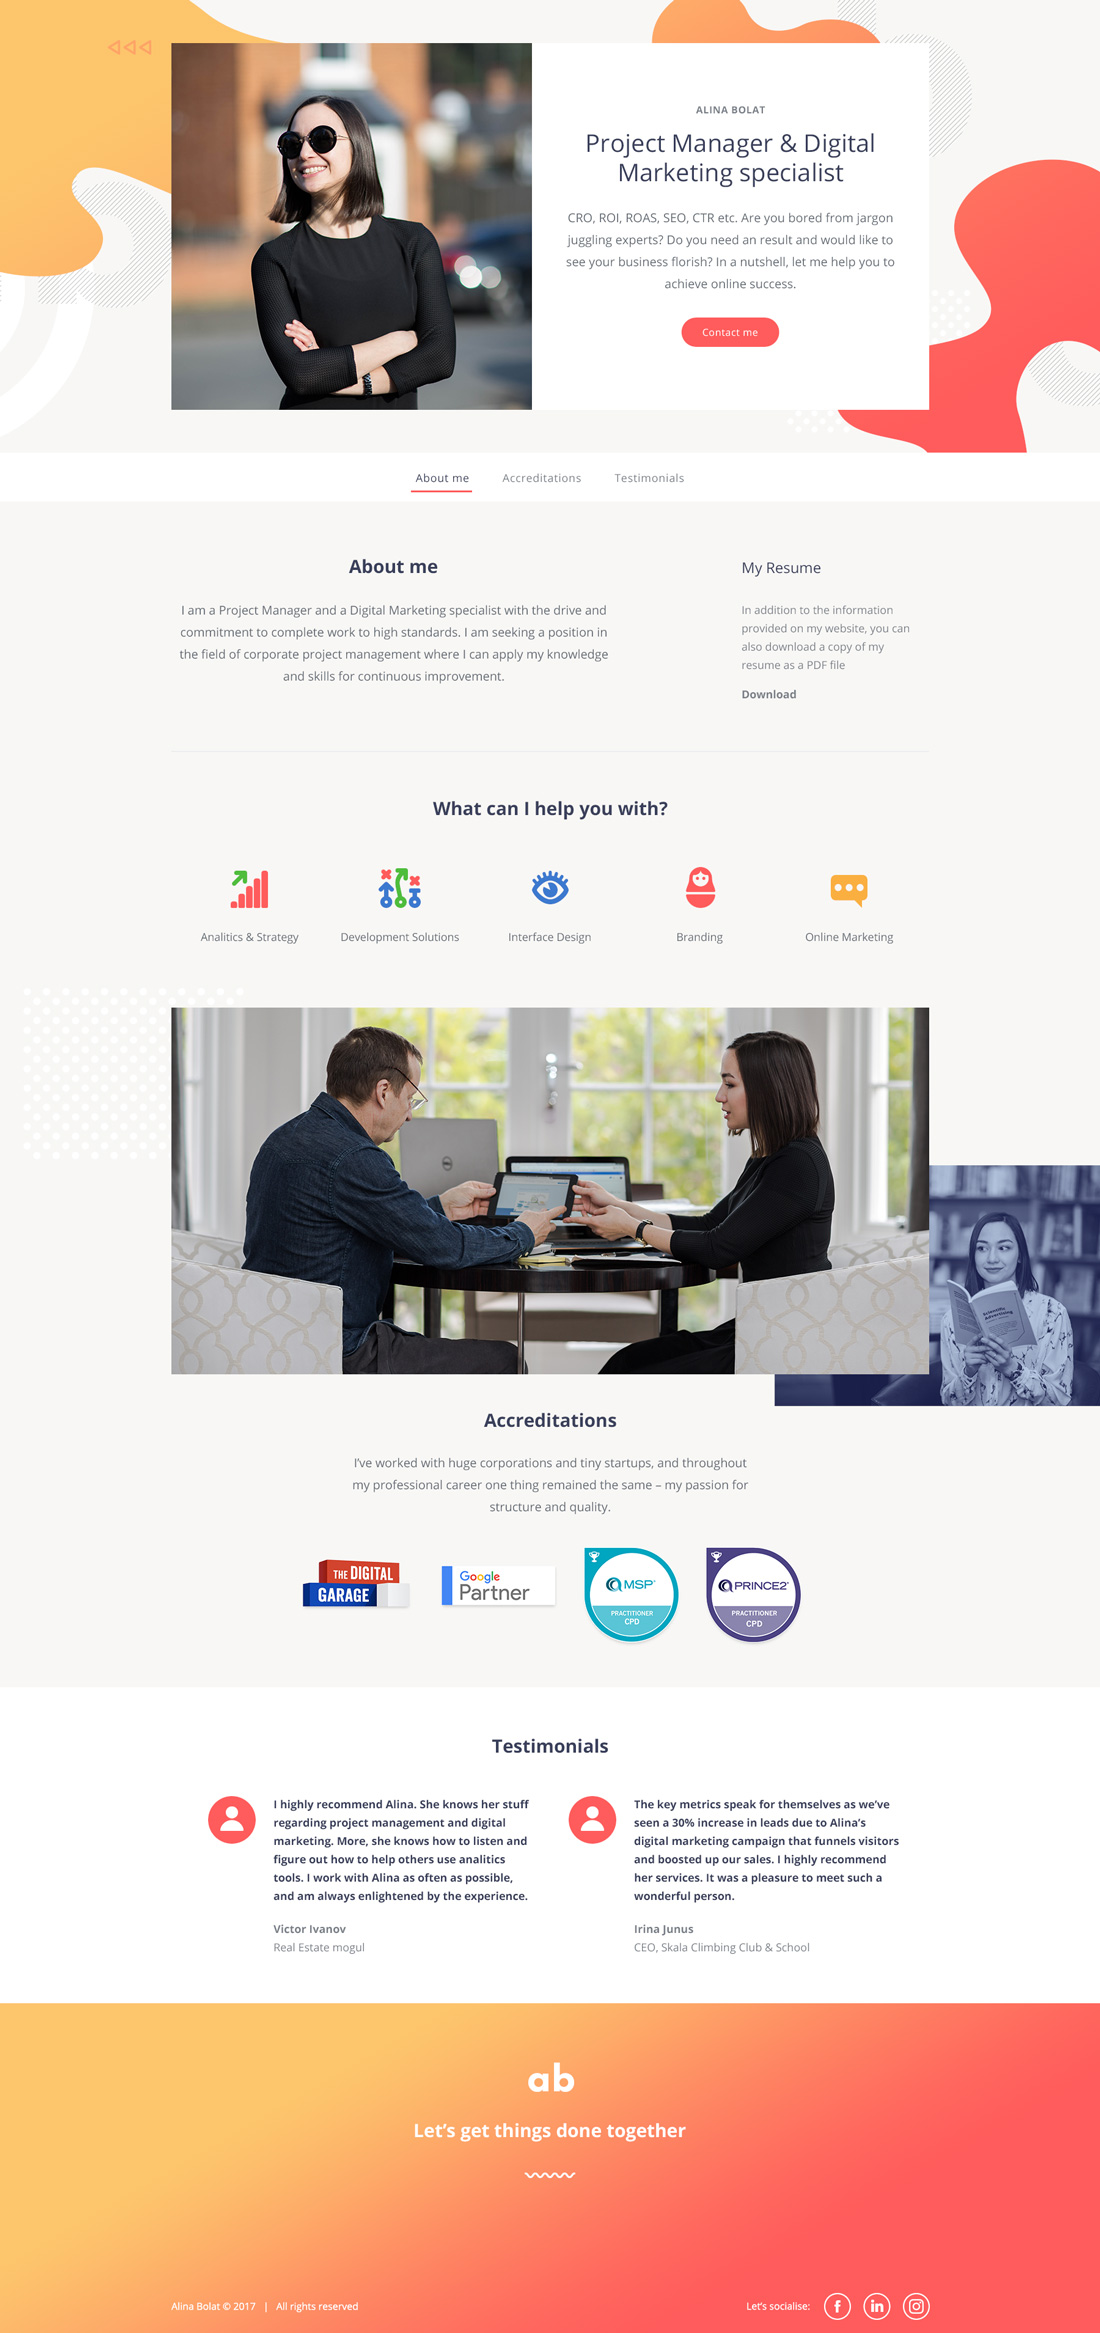 ALINA BOLAT
Project Manager & Digital
Marketing specialist
CRO, ROI, ROAS, SEO, CTR etc. Are you bored from jargon
juggling experts? Do you need an result and would like to
see your business florish? In a nutshell, let me help you to
achieve online success.
Contact me
About me
Accreditations
Testimonials
About me
I am a Project Manager and a Digital Marketing specialist with the drive and
commitment to complete work to high standards. I am seeking a position in
the field of corporate project management where I can apply my knowledge
and skills for continuous improvement.
My Resume
In addition to the information
provided on my website, you can
also download a copy of my
resume as a PDF file
Download
What can I help you with?
Analitics & Strategy
Development Solutions
Interface Design
Branding
Online Marketing
DELL
Scientific
Advertising
Accreditations
I've worked with huge corporations and tiny startups, and throughout
my professional career one thing remained the same – my passion for
structure and quality.
THE DIGITAL
GARAGE
Google
Partner
MSP®
PRACTITIONER
CPD
PRINCE2®
PRACTITIONER
CPD
Testimonials
I highly recommend Alina. She knows her stuff
regarding project management and digital
marketing. More, she knows how to listen and
figure out how to help others use analitics
tools. I work with Alina as often as possible,
and am always enlightened by the experience.
Victor Ivanov
Real Estate mogul
The key metrics speak for themselves as we've
seen a 30% increase in leads due to Alina's
digital marketing campaign that funnels visitors
and boosted up our sales. I highly recommend
her services. It was a pleasure to meet such a
wonderful person.
Irina Junus
CEO, Skala Climbing Club & School
ab
Let's get things done together
Alina Bolat © 2017 | All rights reserved
Let's socialise:
f
in